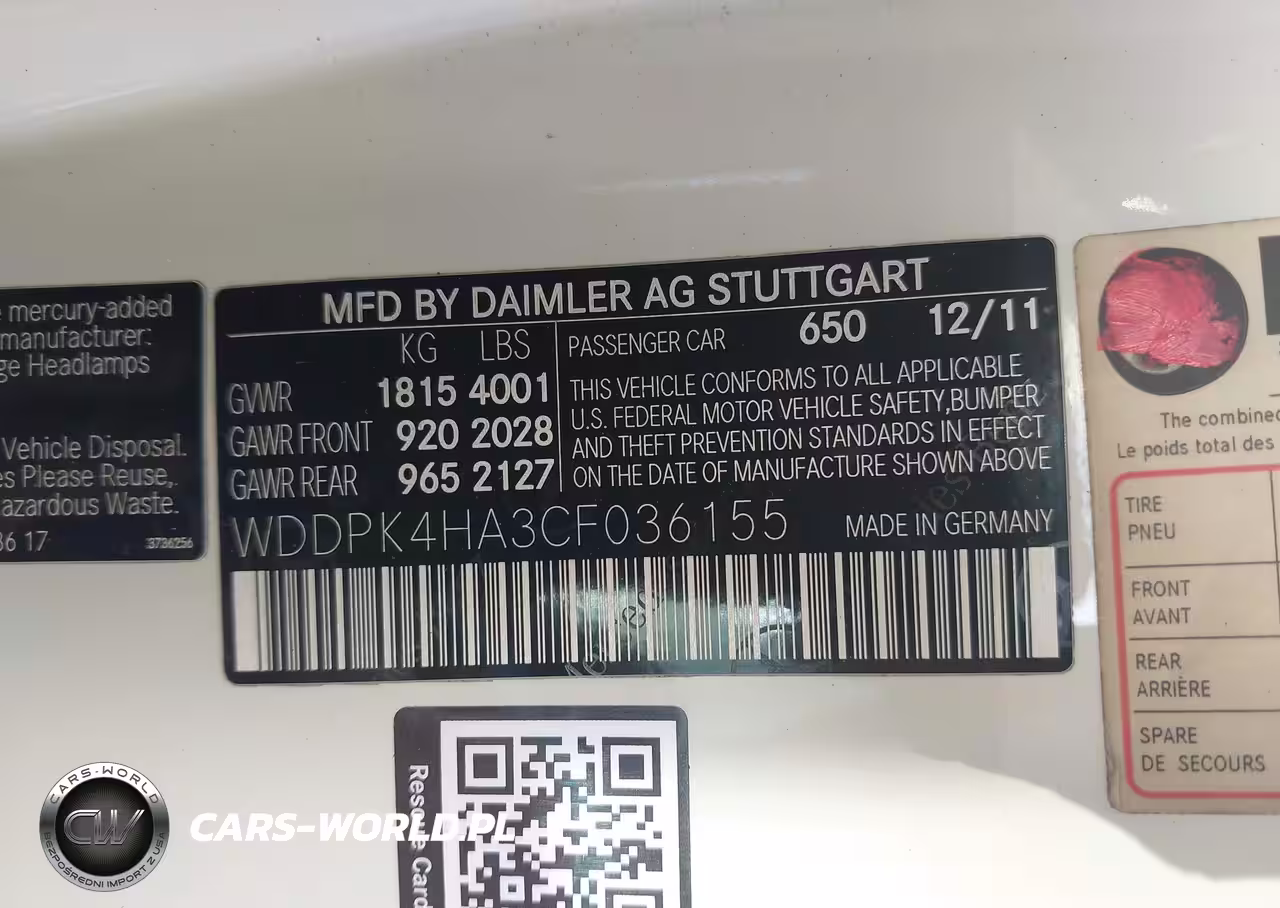 e mercury-added
manufacturer:
ge Headlamps
Vehicle Disposal.
es Please Reuse,
azardous Waste.
36 17
3736256
MFD BY DAIMLER AG STUTTGART
KG LBS
GVWR 1815 4001
GAWR FRONT 920 2028
GAWR REAR 965 2127
PASSENGER CAR 650 12/11
THIS VEHICLE CONFORMS TO ALL APPLICABLE
U.S. FEDERAL MOTOR VEHICLE SAFETY,BUMPER
AND THEFT PREVENTION STANDARDS IN EFFECT
ON THE DATE OF MANUFACTURE SHOWN ABOVE
WDDPK4HA3CF036155 MADE IN GERMANY
The combined
Le poids total des
TIRE
PNEU
FRONT
AVANT
REAR
ARRIÈRE
SPARE
DE SECOURS
Rescue Card
CARS-WORLD
CW
BEZPOŚREDNI IMPORT Z USA
CARS-WORLD.PL